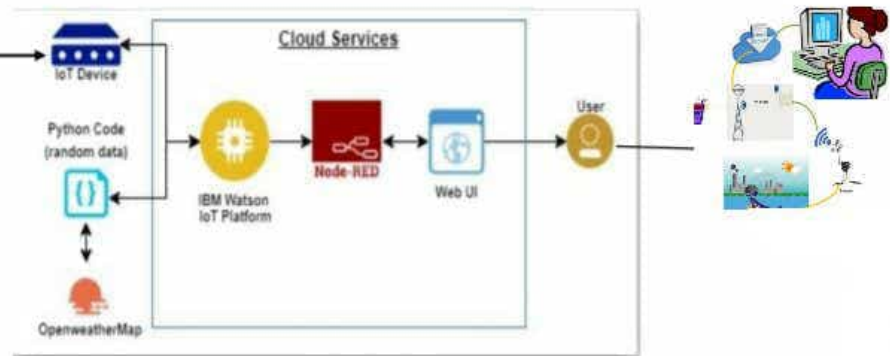 Cloud Services
IoT Device
Python Code
(random data)
IBM Watson
IoT Platform
Node-RED
Web UI
User
OpenweatherMap